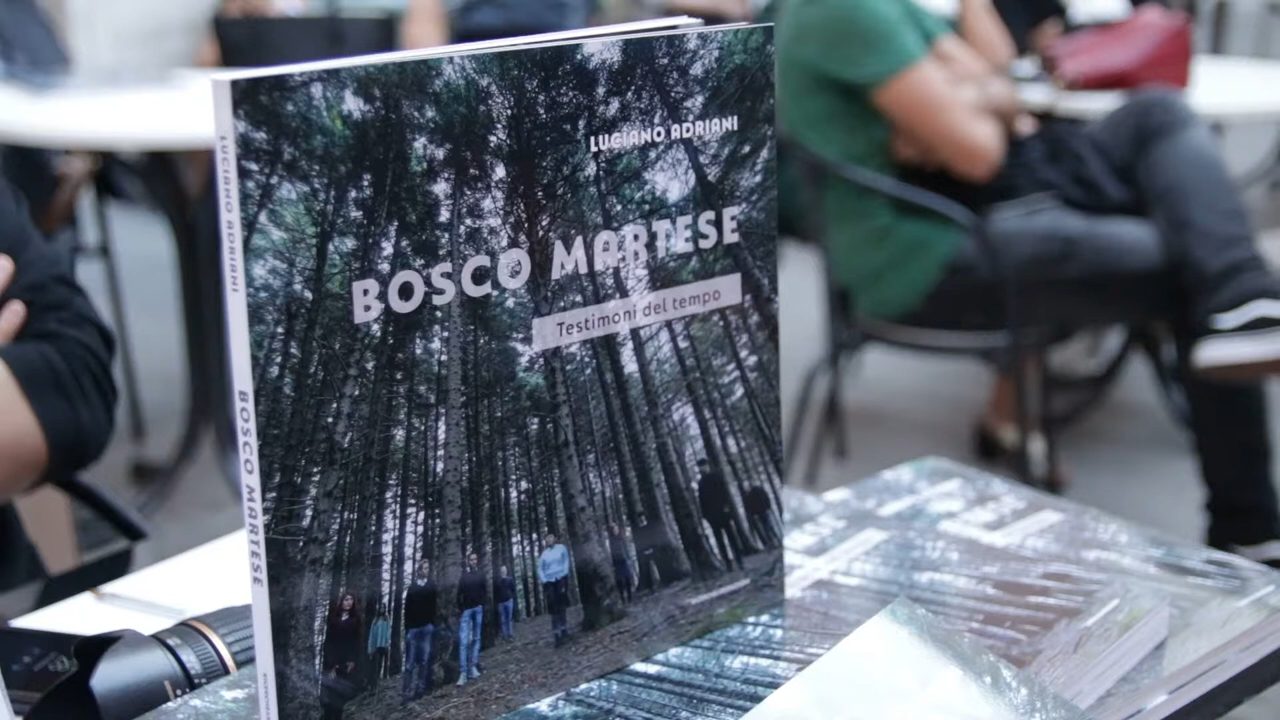 LUCIANO ADRIANI
BOSCO MARTESE
Testimoni del tempo
LUCIANO ADRIANI
BOSCO MARTESE